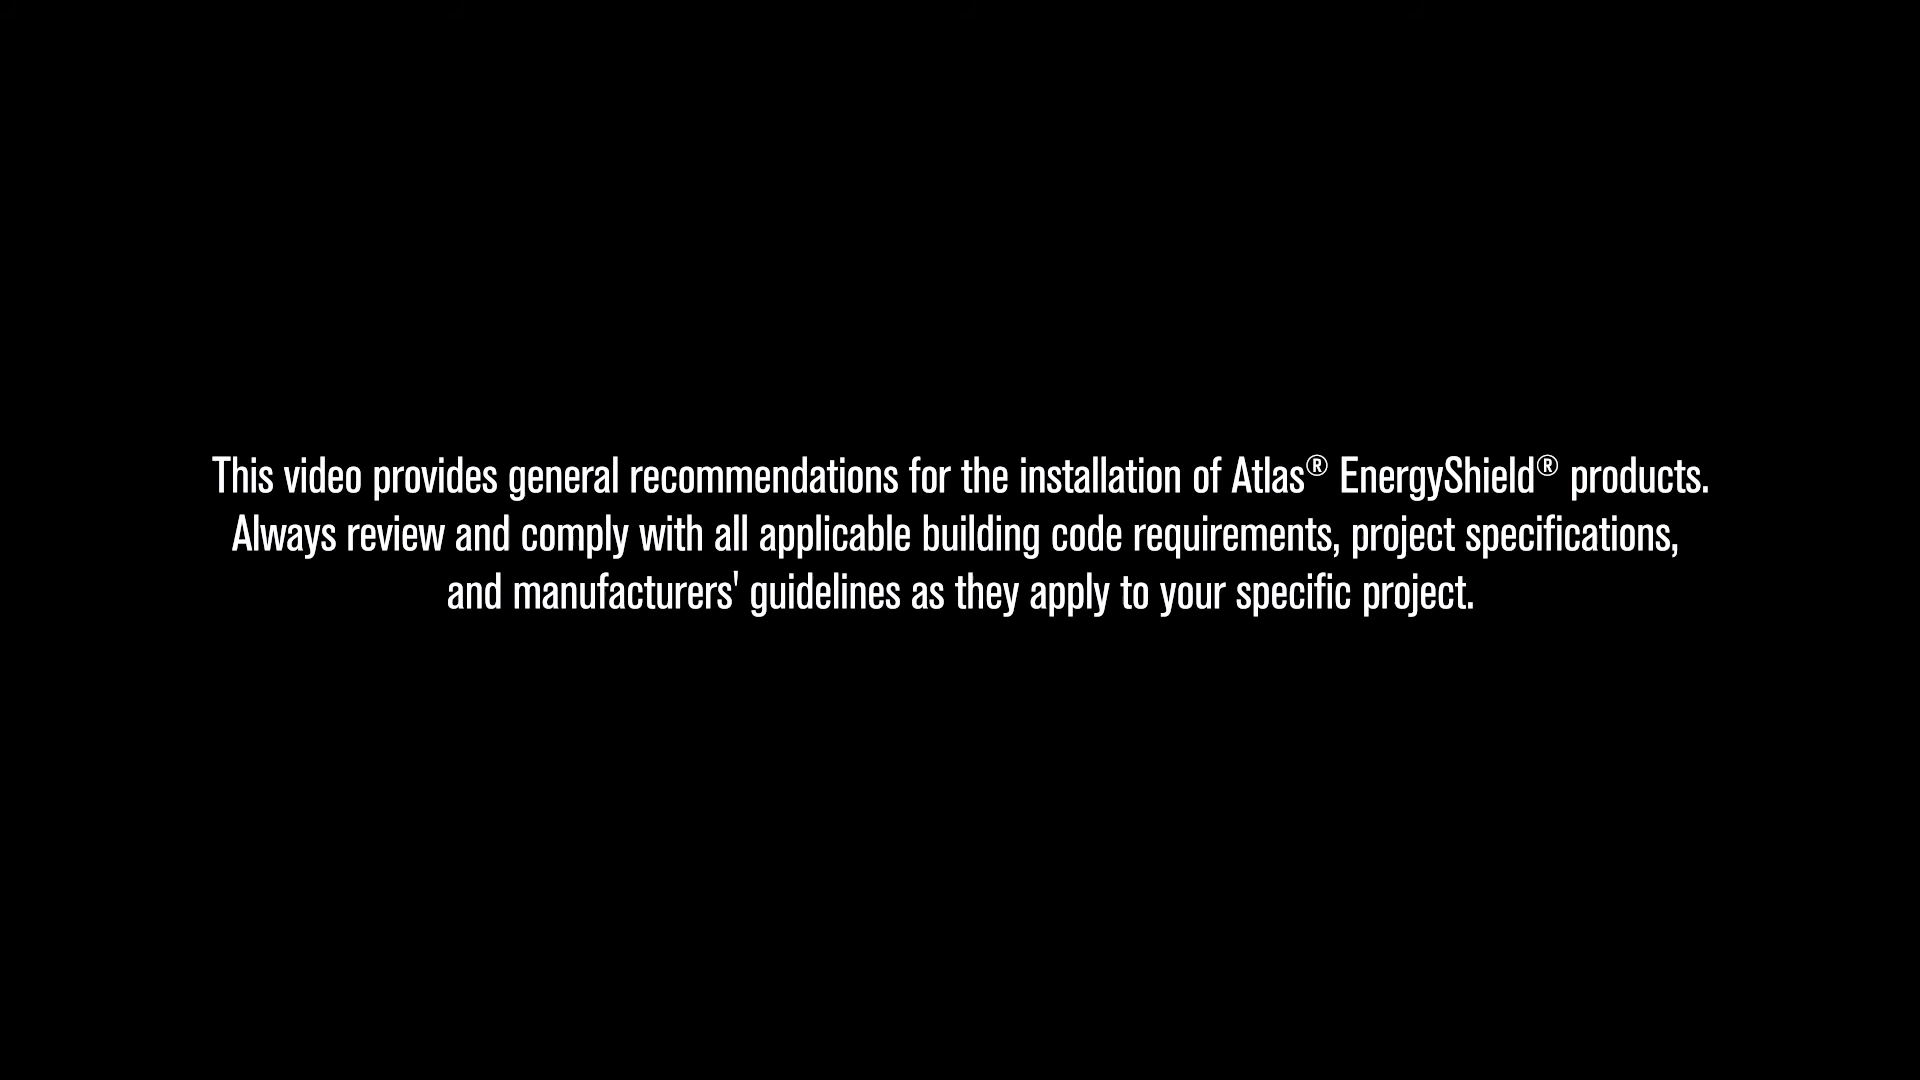 This video provides general recommendations for the installation of Atlas® EnergyShield® products.
Always review and comply with all applicable building code requirements, project specifications,
and manufacturers' guidelines as they apply to your specific project.